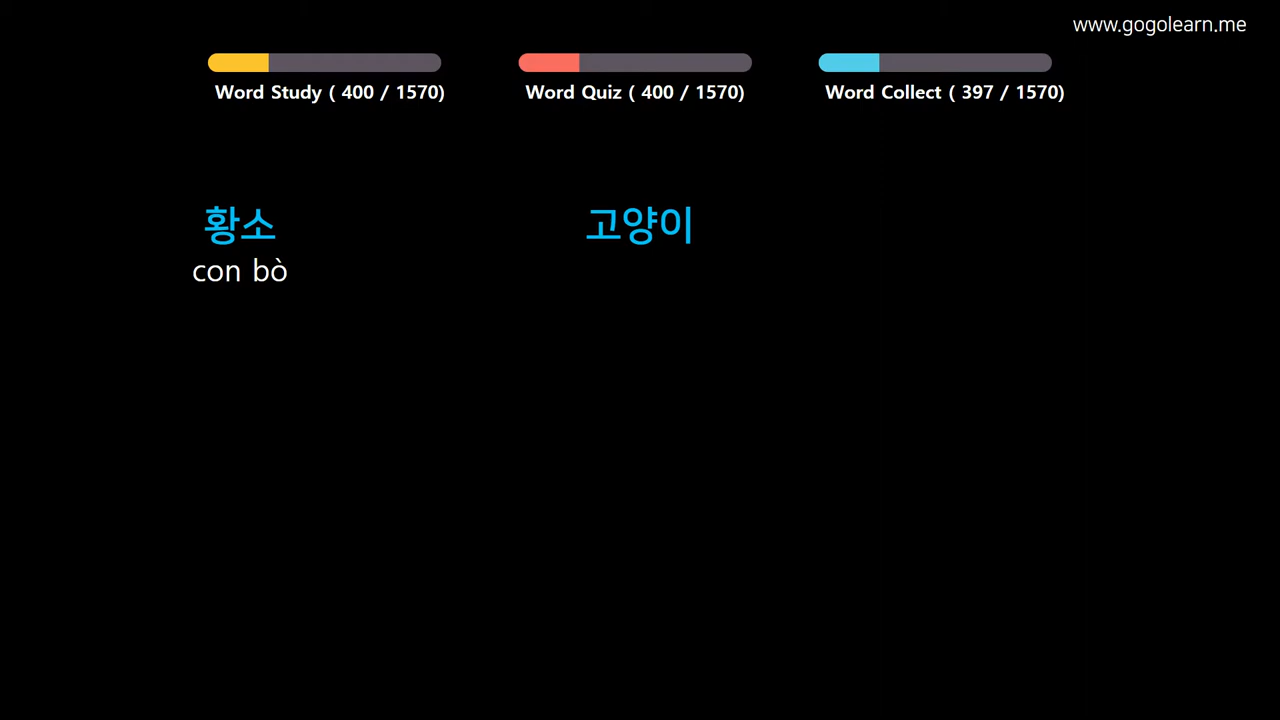 www.gogolearn.me
Word Study ( 400 / 1570)
Word Quiz ( 400 / 1570)
Word Collect ( 397 / 1570)
황소
고양이
con bò